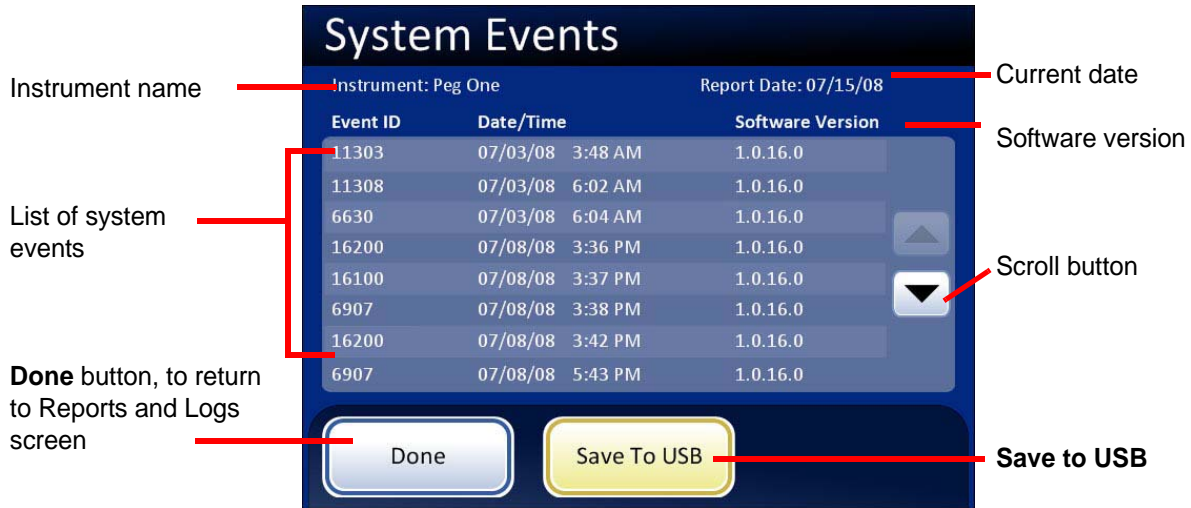 System Events
Instrument: Peg One Report Date: 07/15/08
Event ID Date/Time Software Version
11303 07/03/08 3:48 AM 1.0.16.0
11308 07/03/08 6:02 AM 1.0.16.0
6630 07/03/08 6:04 AM 1.0.16.0
16200 07/08/08 3:36 PM 1.0.16.0
16100 07/08/08 3:37 PM 1.0.16.0
6907 07/08/08 3:38 PM 1.0.16.0
16200 07/08/08 3:42 PM 1.0.16.0
6907 07/08/08 5:43 PM 1.0.16.0
Done
Save To USB
Instrument name
List of system
events
Done button, to return
to Reports and Logs
screen
Current date
Software version
Scroll button
Save to USB